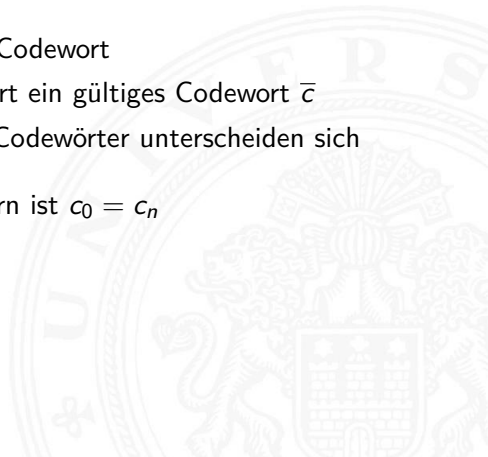 Codewort
rt ein gültiges Codewort c̅
Codewörter unterscheiden sich
rn ist c₀ = cₙ